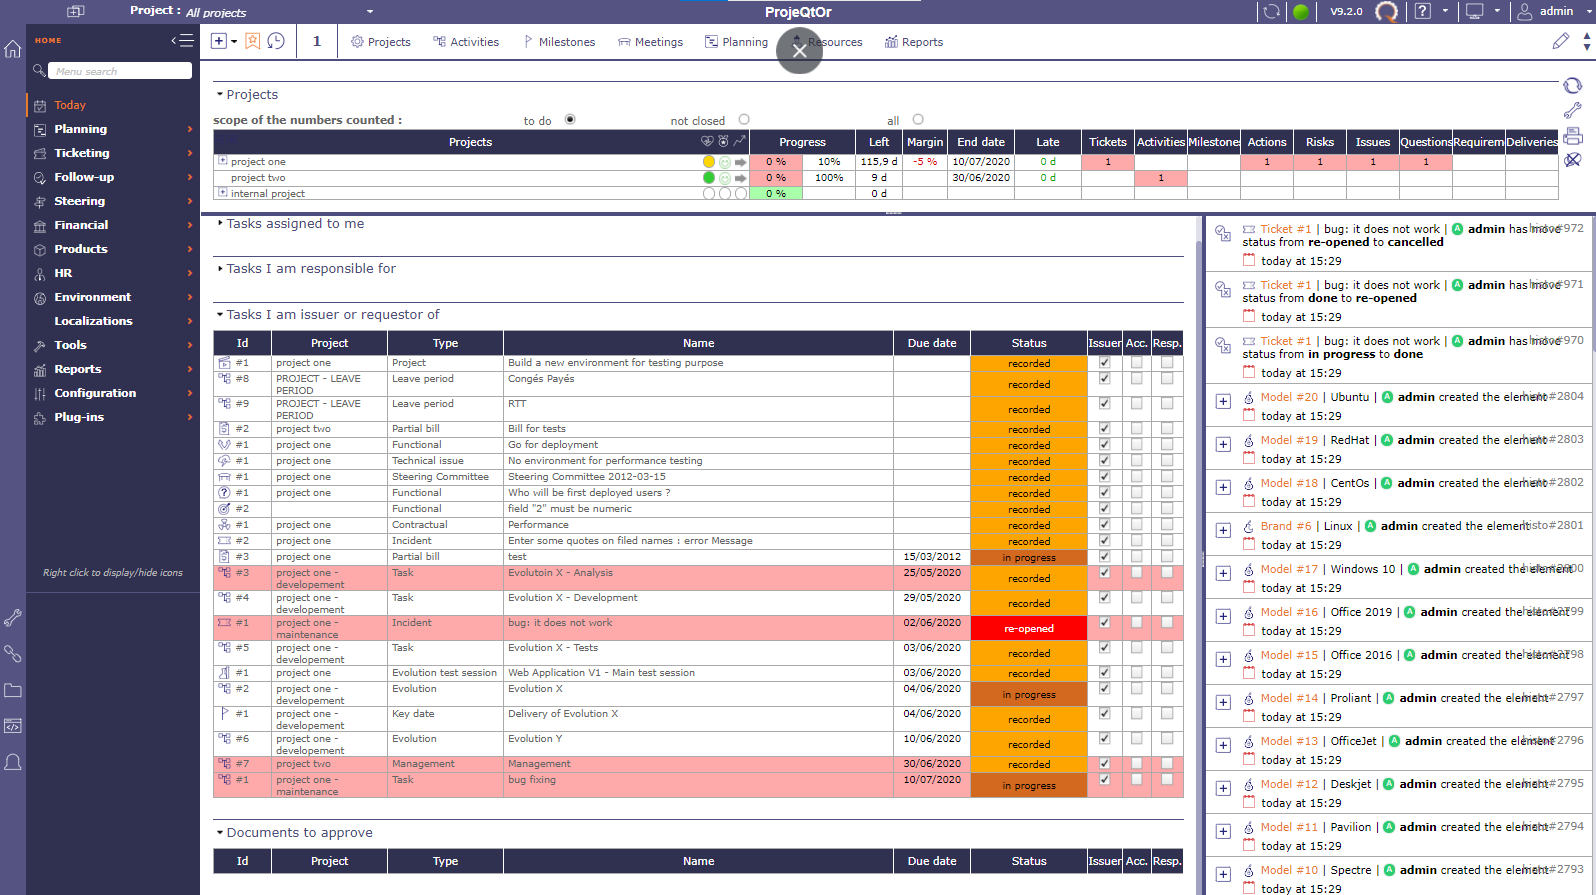 Project : All projects
ProjeQtOr
V9.2.0 ? admin
HOME
Menu search
Today
Planning
Ticketing
Follow-up
Steering
Financial
Products
HR
Environment
Localizations
Tools
Reports
Configuration
Plug-ins
Right click to display/hide icons
1 Projects Activities Milestones Meetings Planning Resources Reports
Projects
scope of the numbers counted : to do not closed all
Projects Progress Left Margin End date Late Tickets Activities Milestones Actions Risks Issues Questions Requirem Deliveries
project one 0 % 10% 115,9 d -5 % 10/07/2020 0 d 1 1 1 1 1
project two 0 % 100% 9 d 30/06/2020 0 d 1
internal project 0 % 0 d
Tasks assigned to me
Tasks I am responsible for
Tasks I am issuer or requestor of
Id Project Type Name Due date Status Issuer Acc. Resp.
#1 project one Project Build a new environment for testing purpose recorded
#8 PROJECT - LEAVE PERIOD Leave period Congés Payés recorded
#9 PROJECT - LEAVE PERIOD Leave period RTT recorded
#2 project two Partial bill Bill for tests recorded
#1 project one Functional Go for deployment recorded
#1 project one Technical issue No environment for performance testing recorded
#1 project one Steering Committee Steering Committee 2012-03-15 recorded
#1 project one Functional Who will be first deployed users ? recorded
#2 Functional field "2" must be numeric recorded
#1 project one Contractual Performance recorded
#2 project one Incident Enter some quotes on filed names : error Message recorded
#3 project one Partial bill test 15/03/2012 in progress
#3 project one - developement Task Evolutoin X - Analysis 25/05/2020 recorded
#4 project one - developement Task Evolution X - Development 29/05/2020 recorded
#1 project one - maintenance Incident bug: it does not work 02/06/2020 re-opened
#5 project one - developement Task Evolution X - Tests 03/06/2020 recorded
#1 project one Evolution test session Web Application V1 - Main test session 03/06/2020 recorded
#2 project one - developement Evolution Evolution X 04/06/2020 in progress
#1 project one - developement Key date Delivery of Evolution X 04/06/2020 recorded
#6 project one - developement Evolution Evolution Y 10/06/2020 recorded
#7 project two Management Management 30/06/2020 recorded
#1 project one - maintenance Task bug fixing 10/07/2020 in progress
Documents to approve
Id Project Type Name Due date Status Issuer Acc. Resp.
Ticket #1 | bug: it does not work | A admin has move histo#972
status from re-opened to cancelled
today at 15:29
Ticket #1 | bug: it does not work | A admin has move histo#971
status from done to re-opened
today at 15:29
Ticket #1 | bug: it does not work | A admin has move histo#970
status from in progress to done
today at 15:29
Model #20 | Ubuntu | A admin created the element histo#2804
today at 15:29
Model #19 | RedHat | A admin created the element histo#2803
today at 15:29
Model #18 | CentOs | A admin created the element histo#2802
today at 15:29
Brand #6 | Linux | A admin created the element histo#2801
today at 15:29
Model #17 | Windows 10 | A admin created the element histo#2800
today at 15:29
Model #16 | Office 2019 | A admin created the element histo#2799
today at 15:29
Model #15 | Office 2016 | A admin created the element histo#2798
today at 15:29
Model #14 | Proliant | A admin created the element histo#2797
today at 15:29
Model #13 | OfficeJet | A admin created the element histo#2796
today at 15:29
Model #12 | Deskjet | A admin created the element histo#2795
today at 15:29
Model #11 | Pavilion | A admin created the element histo#2794
today at 15:29
Model #10 | Spectre | A admin created the element histo#2793
today at 15:29